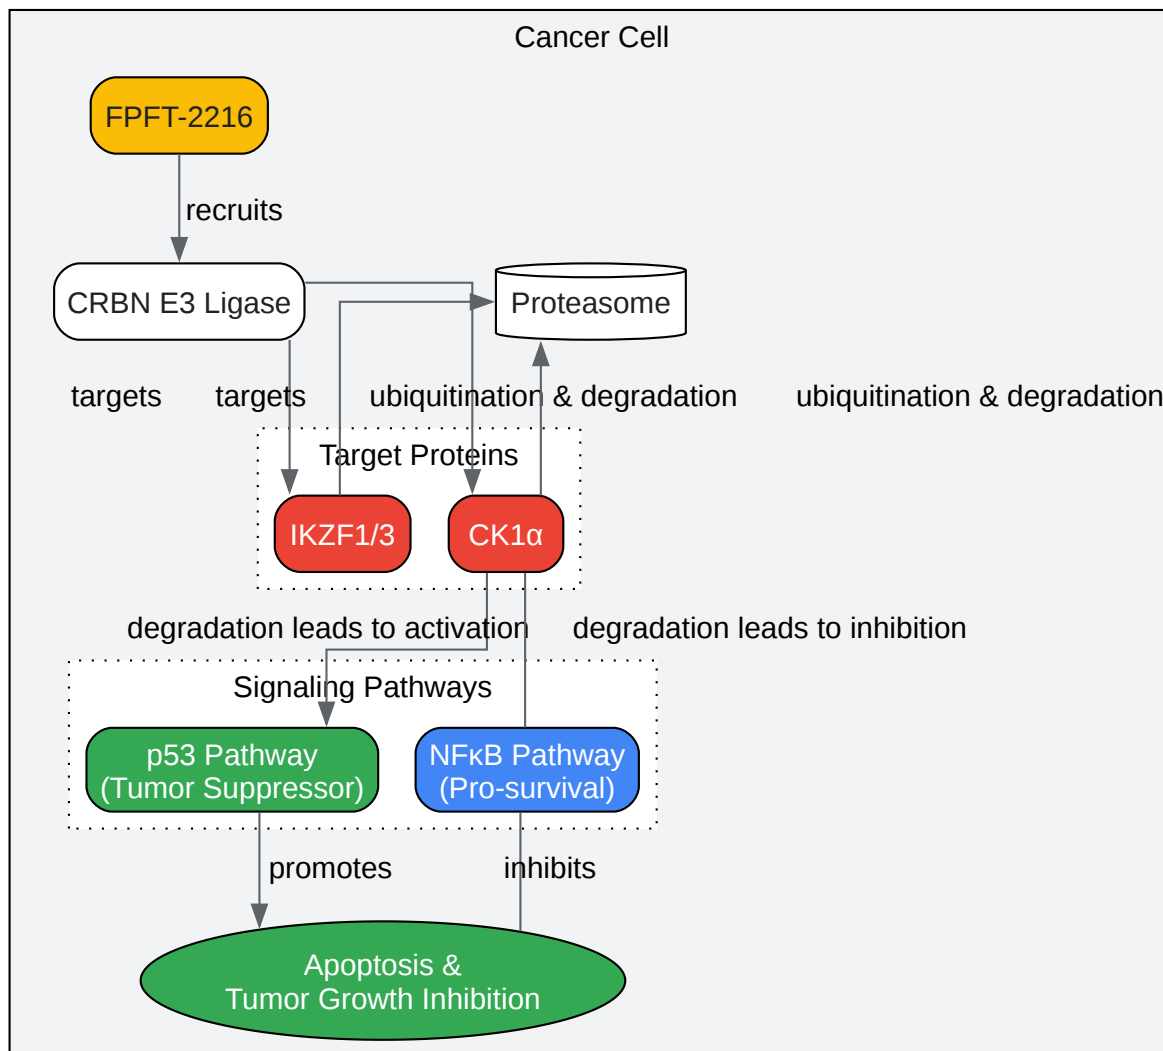 Cancer Cell
FPFT-2216
recruits
CRBN E3 Ligase
Proteasome
targets
targets
ubiquitination & degradation
ubiquitination & degradation
Target Proteins
IKZF1/3
CK1α
degradation leads to activation
degradation leads to inhibition
Signaling Pathways
p53 Pathway
(Tumor Suppressor)
NFκB Pathway
(Pro-survival)
promotes
inhibits
Apoptosis &
Tumor Growth Inhibition